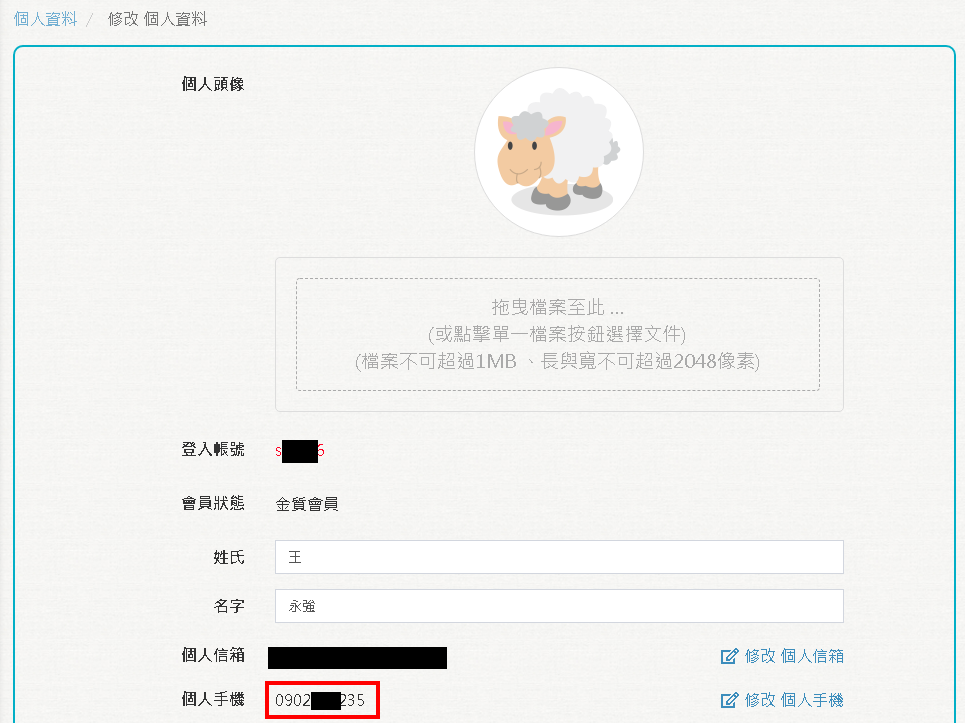 個人資料 / 修改 個人資料
個人頭像
拖曳檔案至此 ...
(或點擊單一檔案按鈕選擇文件)
(檔案不可超過1MB 、長與寬不可超過2048像素)
登入帳號 s 6
會員狀態 金質會員
姓氏 王
名字 永強
個人信箱 修改 個人信箱
個人手機 0902 235 修改 個人手機